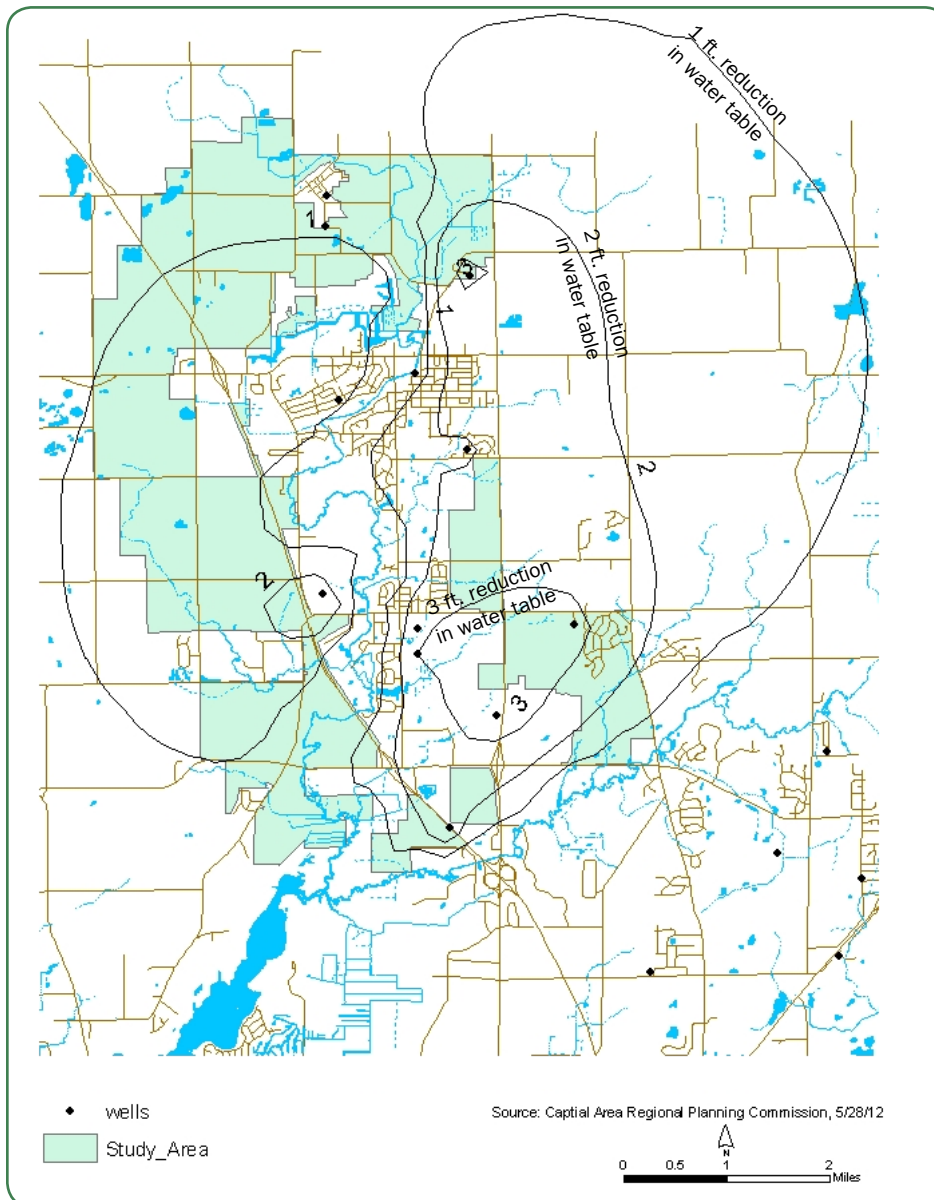 1 ft. reduction
in water table
1
3
2 ft. reduction
in water table
1
2
2
3 ft. reduction
in water table
3
wells
Source: Captial Area Regional Planning Commission, 5/28/12
Study_Area
N
0 0.5 1 2
Miles